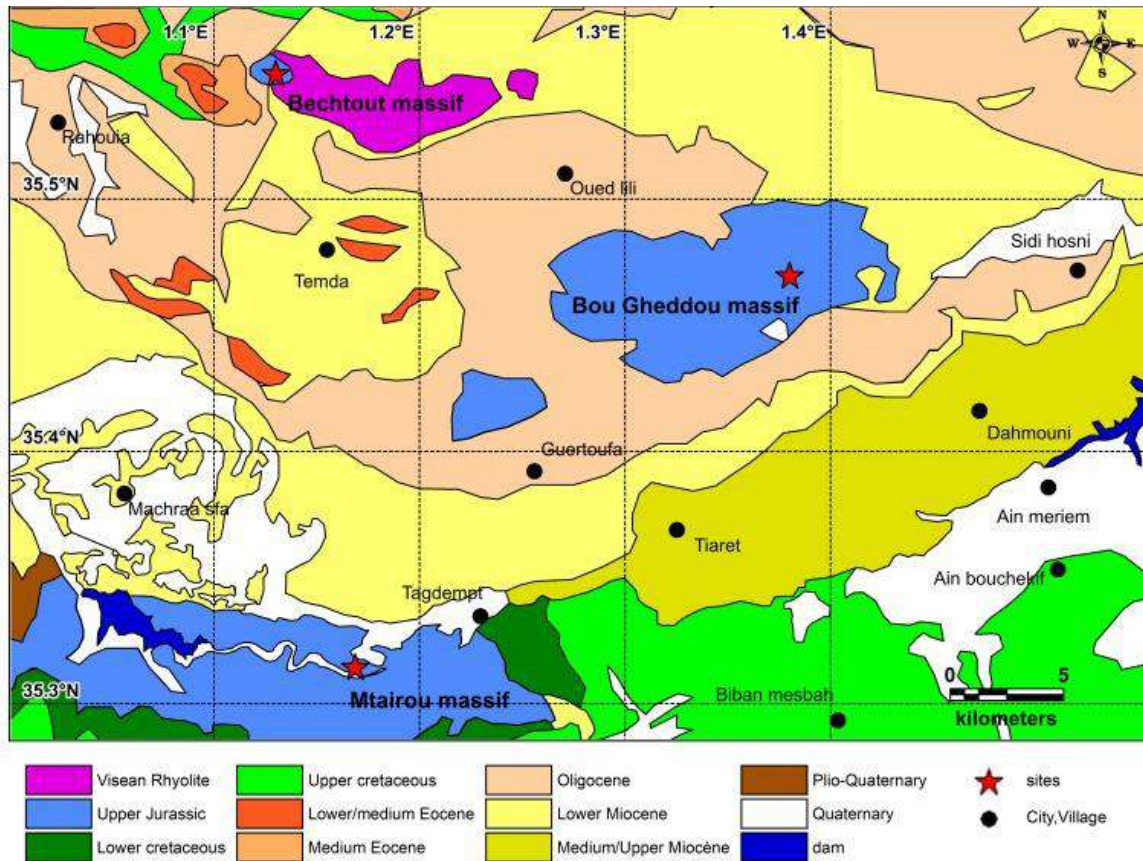 1.1°E 1.2°E 1.3°E 1.4°E
N
W E
S
Bechtout massif
Rahouia
Oued lili
35.5°N
Sidi hosni
Temda
Bou Gheddou massif
Dahmouni
35.4°N
Guertoufa
Machraa sfa
Ain meriem
Tiaret
Ain bouchekif
Tagdempt
35.3°N
Mtairou massif
Biban mesbah
0 5
kilometers
Visean Rhyolite Upper cretaceous Oligocene Plio-Quaternary sites
Upper Jurassic Lower/medium Eocene Lower Miocene Quaternary City,Village
Lower cretaceous Medium Eocene Medium/Upper Miocène dam